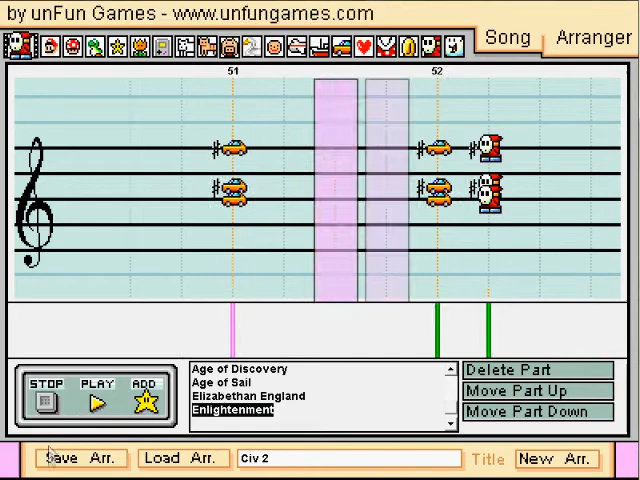 by unFun Games - www.unfungames.com
Song
Arranger
51
52
STOP PLAY ADD
Age of Discovery
Age of Sail
Elizabethan England
Enlightenment
Delete Part
Move Part Up
Move Part Down
Save Arr.
Load Arr.
Civ 2
Title
New Arr.